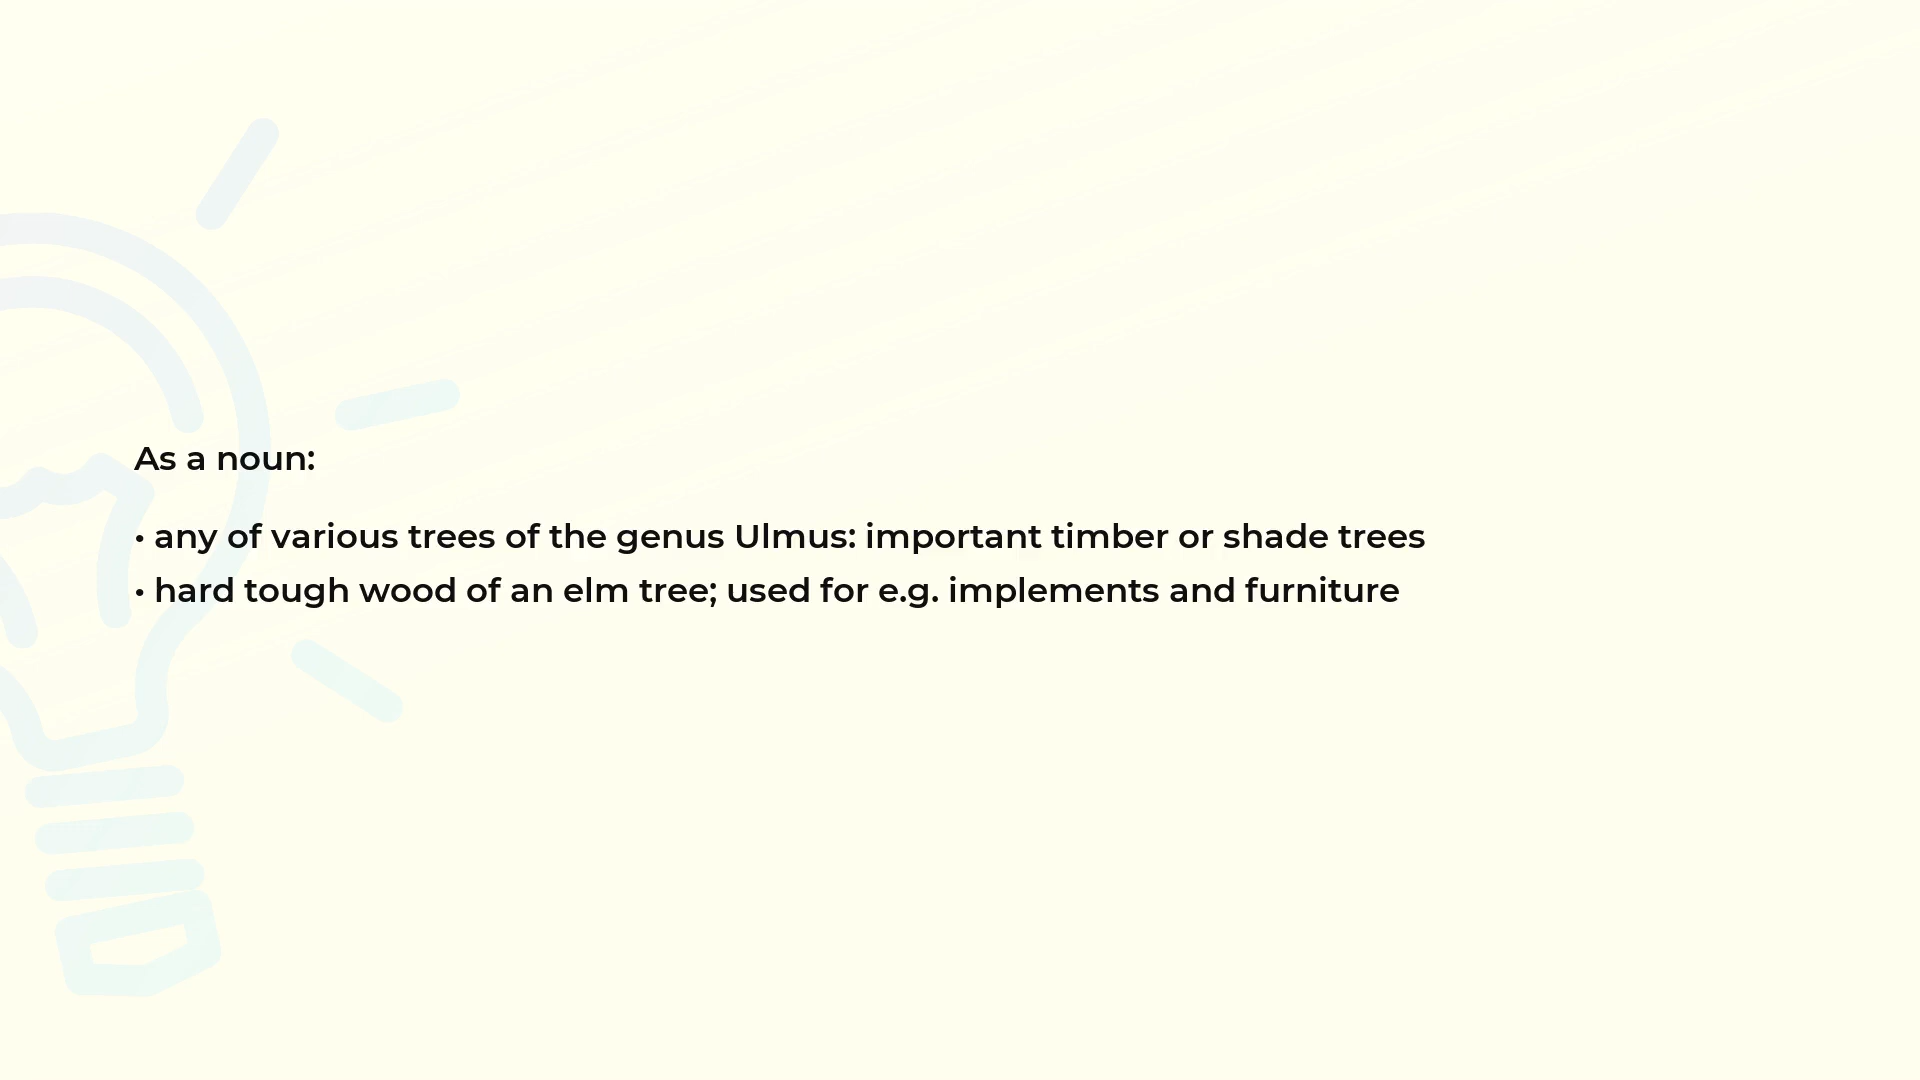 As a noun:
• any of various trees of the genus Ulmus: important timber or shade trees
• hard tough wood of an elm tree; used for e.g. implements and furniture